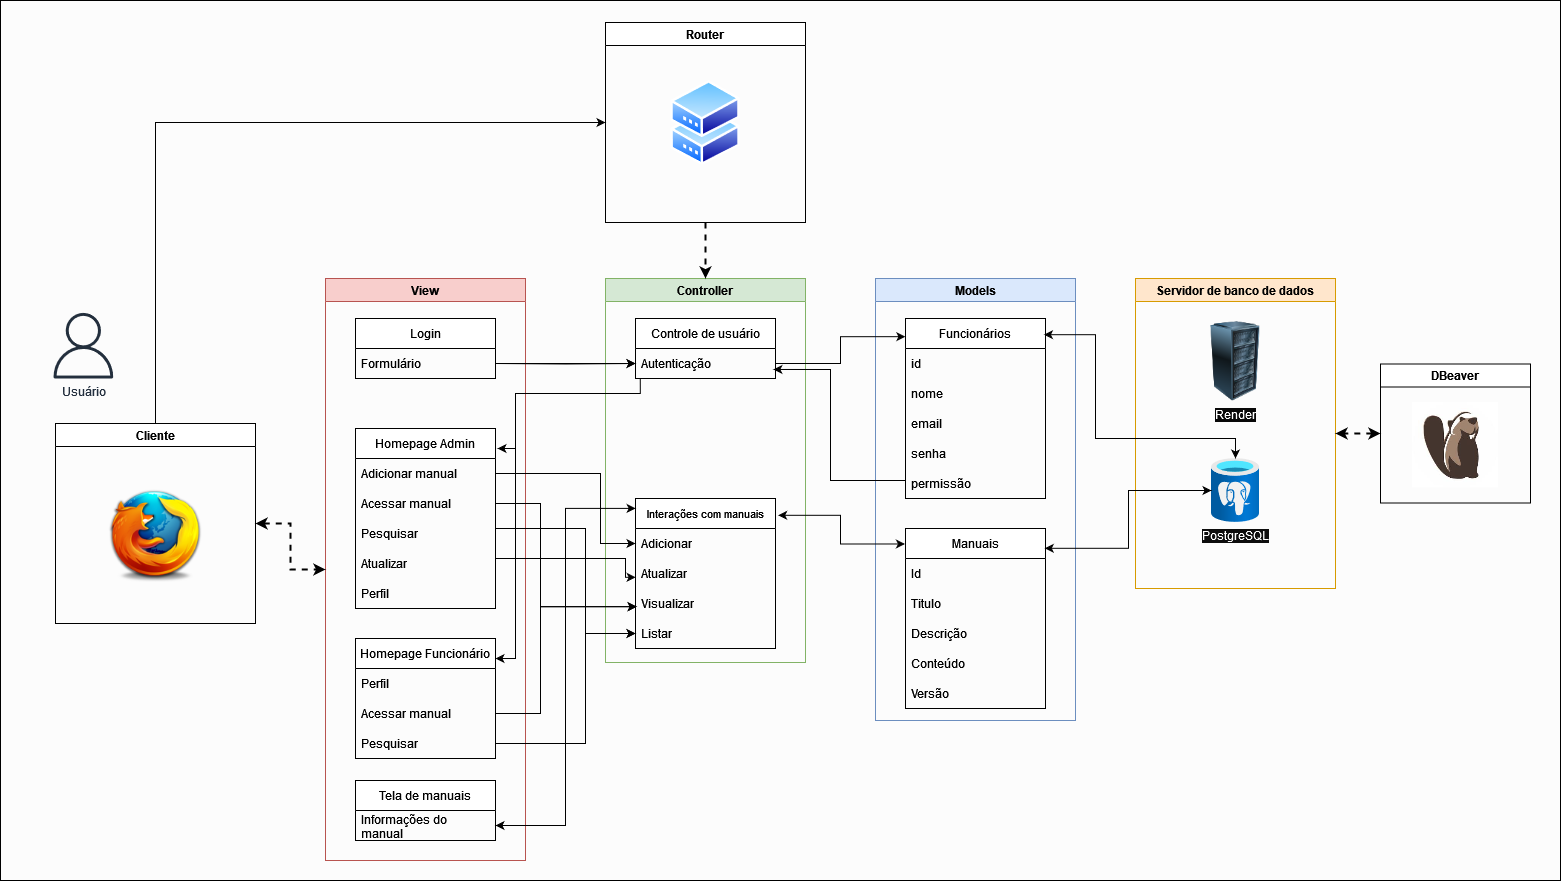 Router
Usuário
Cliente
View
Login
Formulário
Homepage Admin
Adicionar manual
Acessar manual
Pesquisar
Atualizar
Perfil
Homepage Funcionário
Perfil
Acessar manual
Pesquisar
Tela de manuais
Informações do
manual
Controller
Controle de usuário
Autenticação
Interações com manuais
Adicionar
Atualizar
Visualizar
Listar
Models
Funcionários
id
nome
email
senha
permissão
Manuais
Id
Titulo
Descrição
Conteúdo
Versão
Servidor de banco de dados
Render
PostgreSQL
DBeaver